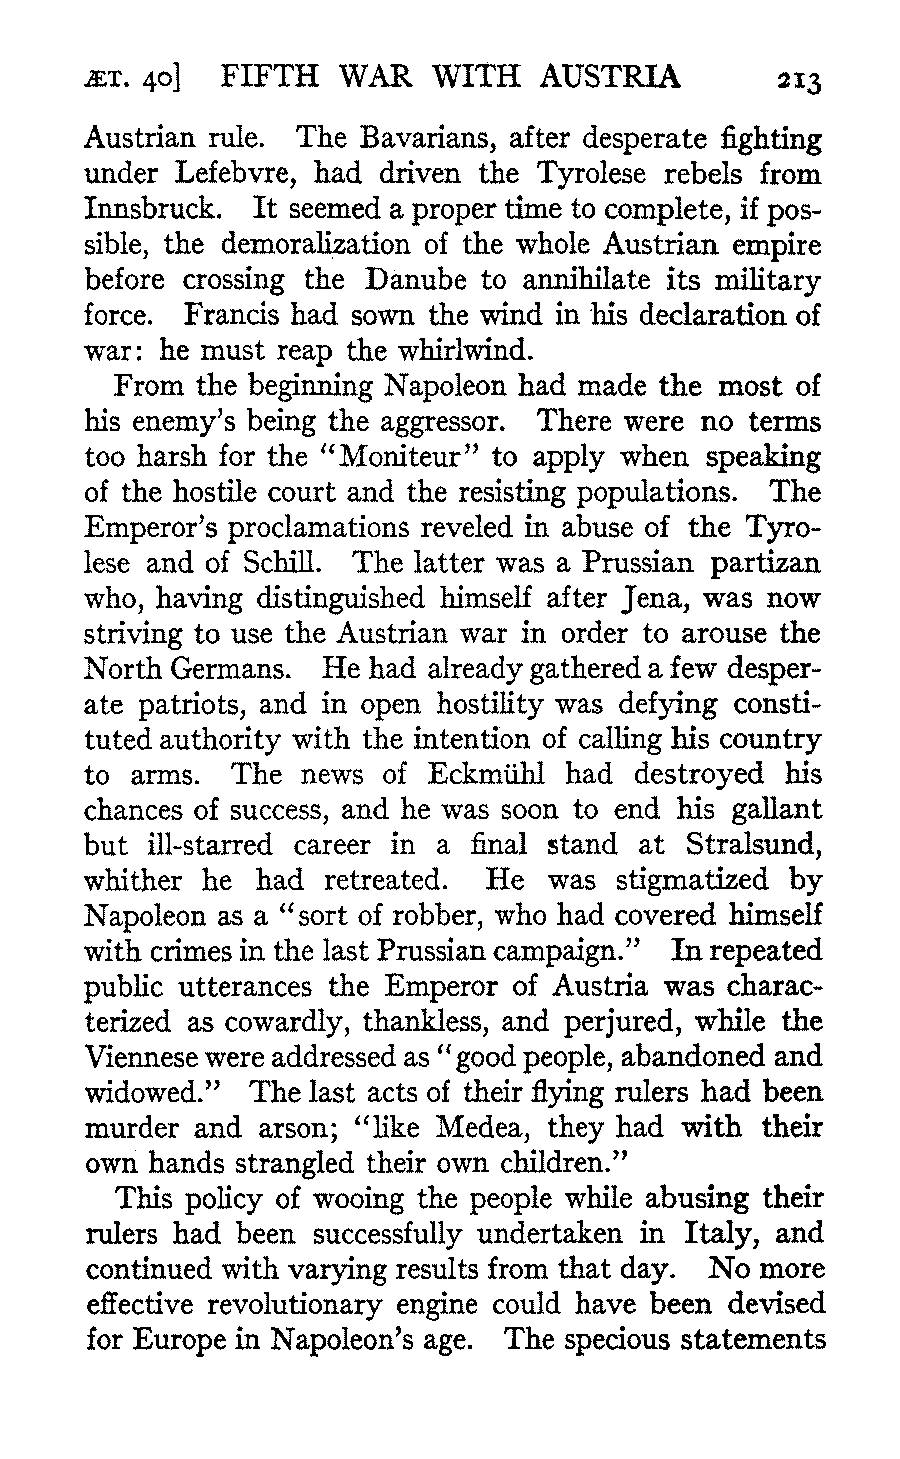 ÆT. 40] FIFTH WAR WITH AUSTRIA 213
Austrian rule. The Bavarians, after desperate fighting
under Lefebvre, had driven the Tyrolese rebels from
Innsbruck. It seemed a proper time to complete, if pos-
sible, the demoralization of the whole Austrian empire
before crossing the Danube to annihilate its military
force. Francis had sown the wind in his declaration of
war: he must reap the whirlwind.
From the beginning Napoleon had made the most of
his enemy's being the aggressor. There were no terms
too harsh for the "Moniteur" to apply when speaking
of the hostile court and the resisting populations. The
Emperor's proclamations reveled in abuse of the Tyro-
lese and of Schill. The latter was a Prussian partizan
who, having distinguished himself after Jena, was now
striving to use the Austrian war in order to arouse the
North Germans. He had already gathered a few desper-
ate patriots, and in open hostility was defying consti-
tuted authority with the intention of calling his country
to arms. The news of Eckmühl had destroyed his
chances of success, and he was soon to end his gallant
but ill-starred career in a final stand at Stralsund,
whither he had retreated. He was stigmatized by
Napoleon as a "sort of robber, who had covered himself
with crimes in the last Prussian campaign." In repeated
public utterances the Emperor of Austria was charac-
terized as cowardly, thankless, and perjured, while the
Viennese were addressed as "good people, abandoned and
widowed." The last acts of their flying rulers had been
murder and arson; "like Medea, they had with their
own hands strangled their own children."
This policy of wooing the people while abusing their
rulers had been successfully undertaken in Italy, and
continued with varying results from that day. No more
effective revolutionary engine could have been devised
for Europe in Napoleon's age. The specious statements